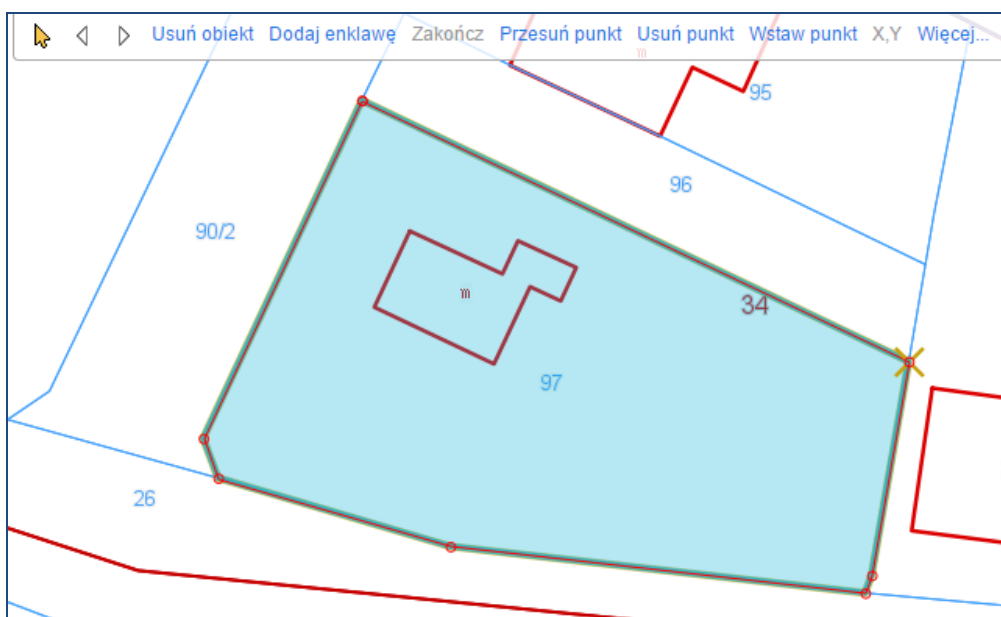 Usuń obiekt Dodaj enklawę Zakończ Przesuń punkt Usuń punkt Wstaw punkt X,Y Więcej...
m
95
96
90/2
m
34
97
26